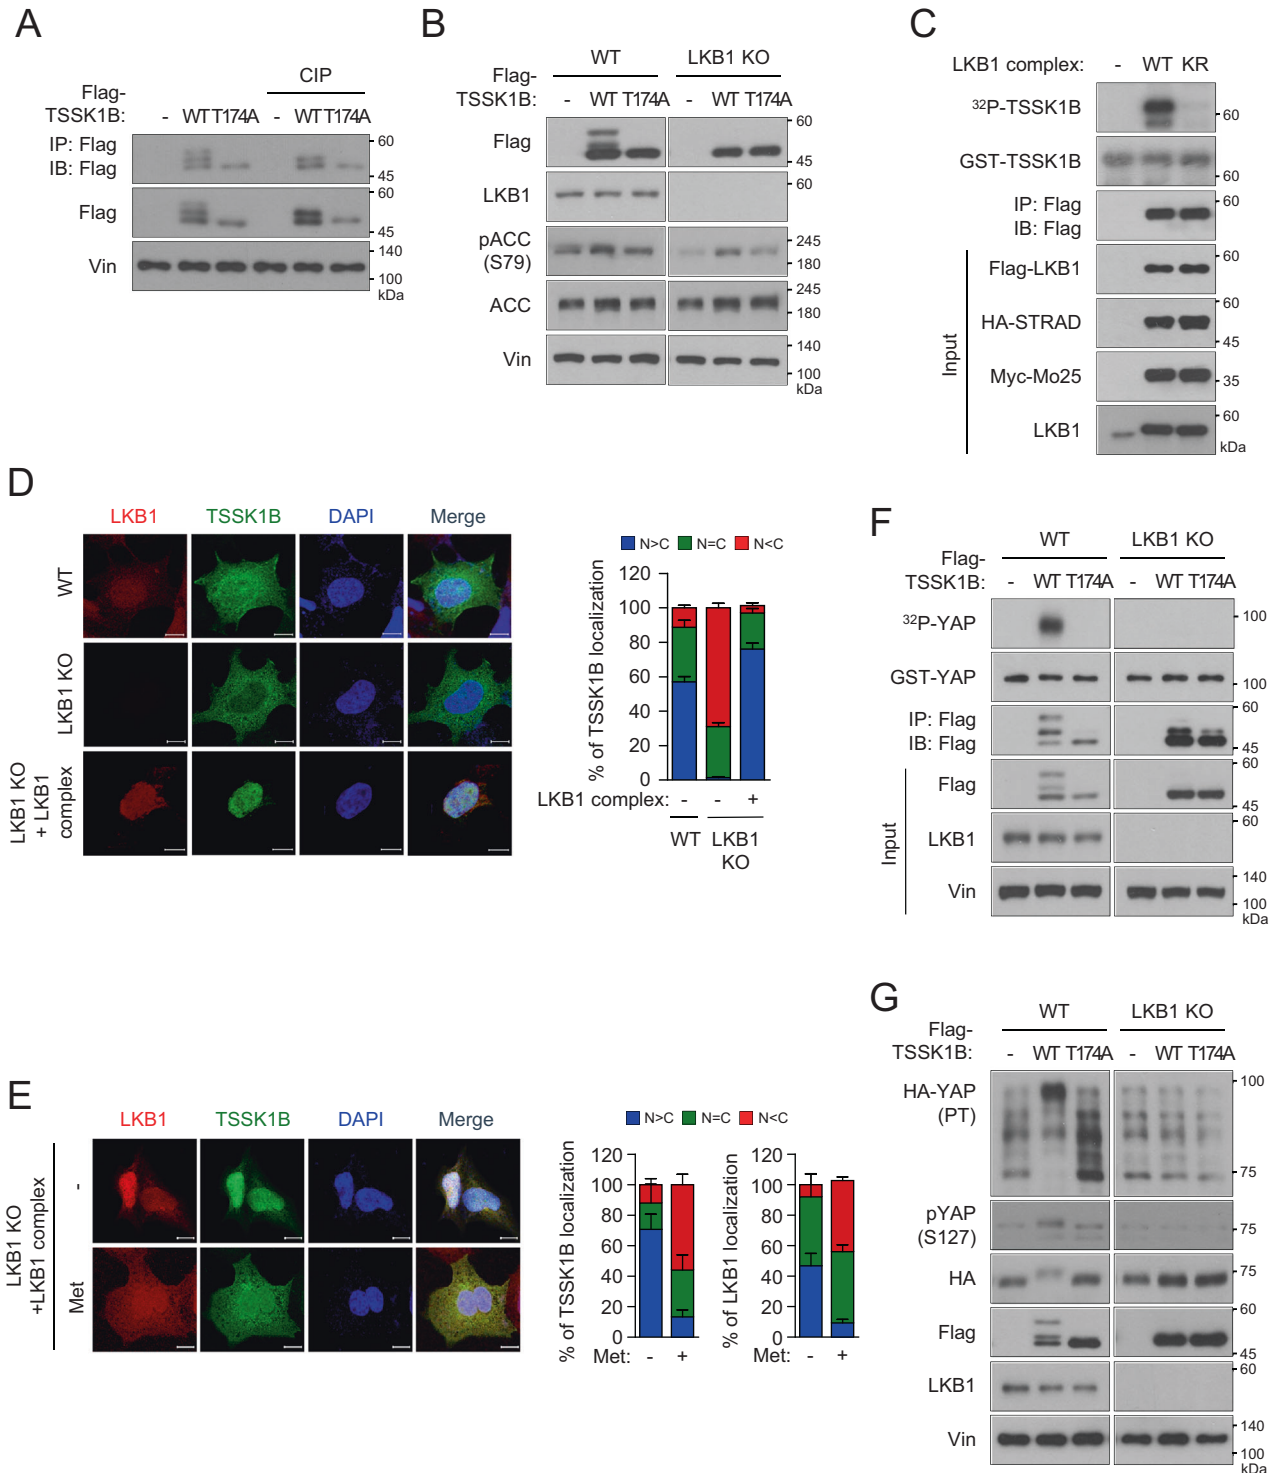 A
CIP
Flag-
TSSK1B: - WT T174A - WT T174A
IP: Flag
IB: Flag
60
45
Flag
60
45
Vin
140
100
kDa
B
WT LKB1 KO
Flag-
TSSK1B: - WT T174A - WT T174A
Flag
60
45
LKB1
60
pACC
(S79)
245
180
ACC
245
180
Vin
140
100
kDa
C
LKB1 complex: - WT KR
³²P-TSSK1B
60
GST-TSSK1B
60
IP: Flag
IB: Flag
60
Input
Flag-LKB1
60
HA-STRAD
60
45
Myc-Mo25
35
LKB1
60
kDa
D
LKB1 TSSK1B DAPI Merge
WT
LKB1 KO
LKB1 KO
+ LKB1
complex
N>C N=C N<C
% of TSSK1B localization
120
100
80
60
40
20
0
LKB1 complex: - - +
WT LKB1
KO
E
LKB1 TSSK1B DAPI Merge
LKB1 KO
+LKB1 complex
-
Met
N>C N=C N<C
% of TSSK1B localization
120
100
80
60
40
20
0
Met: - +
% of LKB1 localization
120
100
80
60
40
20
0
Met: - +
F
WT LKB1 KO
Flag-
TSSK1B: - WT T174A - WT T174A
³²P-YAP
100
GST-YAP
100
IP: Flag
IB: Flag
60
45
Input
Flag
60
45
LKB1
60
Vin
140
100
kDa
G
WT LKB1 KO
Flag-
TSSK1B: - WT T174A - WT T174A
HA-YAP
(PT)
100
75
pYAP
(S127)
75
HA
75
Flag
60
45
LKB1
60
Vin
140
100
kDa